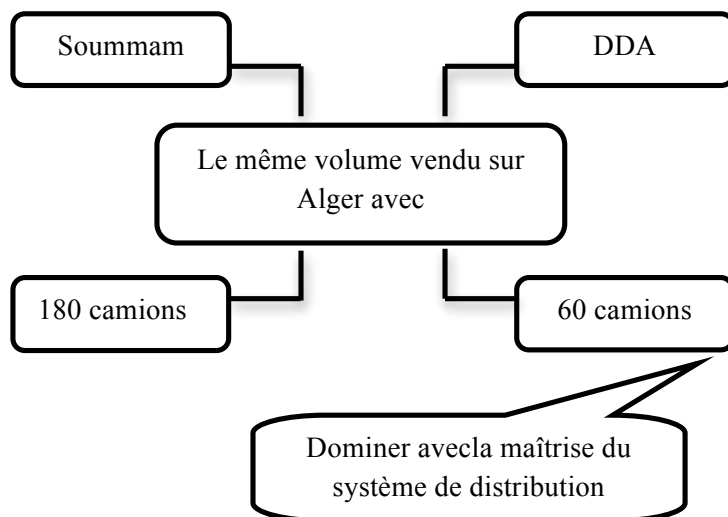 Soummam
DDA
Le même volume vendu sur
Alger avec
180 camions
60 camions
Dominer avecla maîtrise du
système de distribution